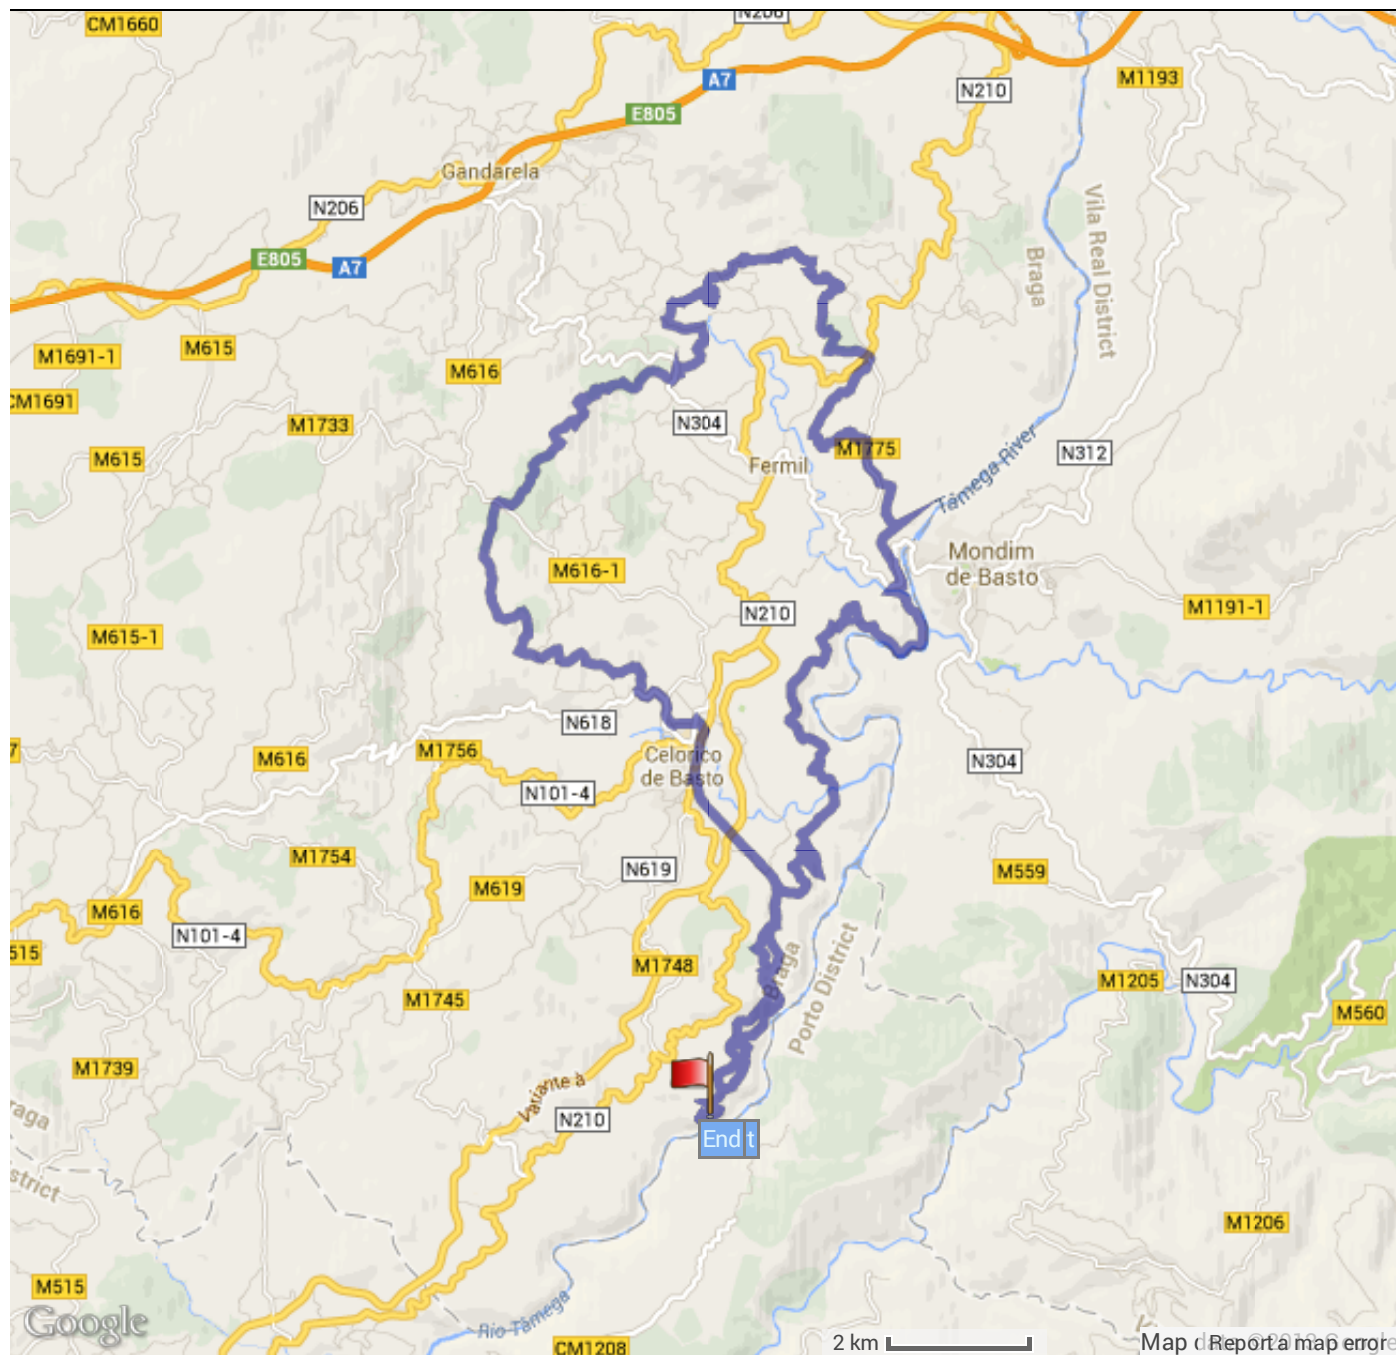 CM1660
N206
A7
M1193
N210
E805
Gandarela
N206
E805
A7
Vila Real District
Braga
M1691-1
M615
M616
CM1691
M1733
N304
M1775
N312
M615
Fermil
Tâmega River
Mondim
de Basto
M616-1
M1191-1
N210
M615-1
N618
M1756
M616
Celorico
de Basto
N304
N101-4
M1754
N619
M559
M619
M616
N101-4
515
M1748
Braga
Porto District
M1205
N304
M1745
M560
M1739
Variante à
N210
raga
End t
strict
M1206
M515
Google
Rio Tâmega
CM1208
2 km
Map
Report a map error